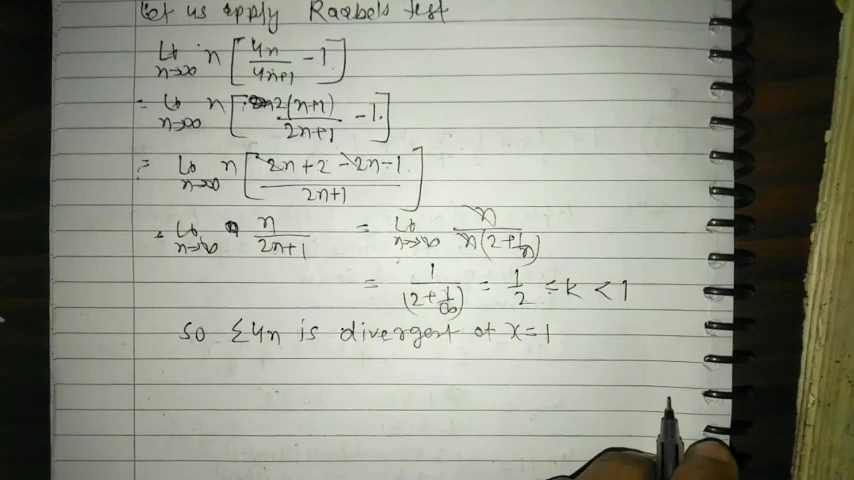 Let us apply Raabels test
Lt n→∞ n [ un/un+1 - 1 ]
= Lt n→∞ n [ 2(n+1)/2n+1 - 1 ]
= Lt n→∞ n [ 2n+2-2n-1/2n+1 ]
= Lt n→∞ n/2n+1 = Lt n→∞ n/n(2+1/n)
= 1/(2+1/∞) = 1/2 = k < 1
so Σun is divergent at x=1